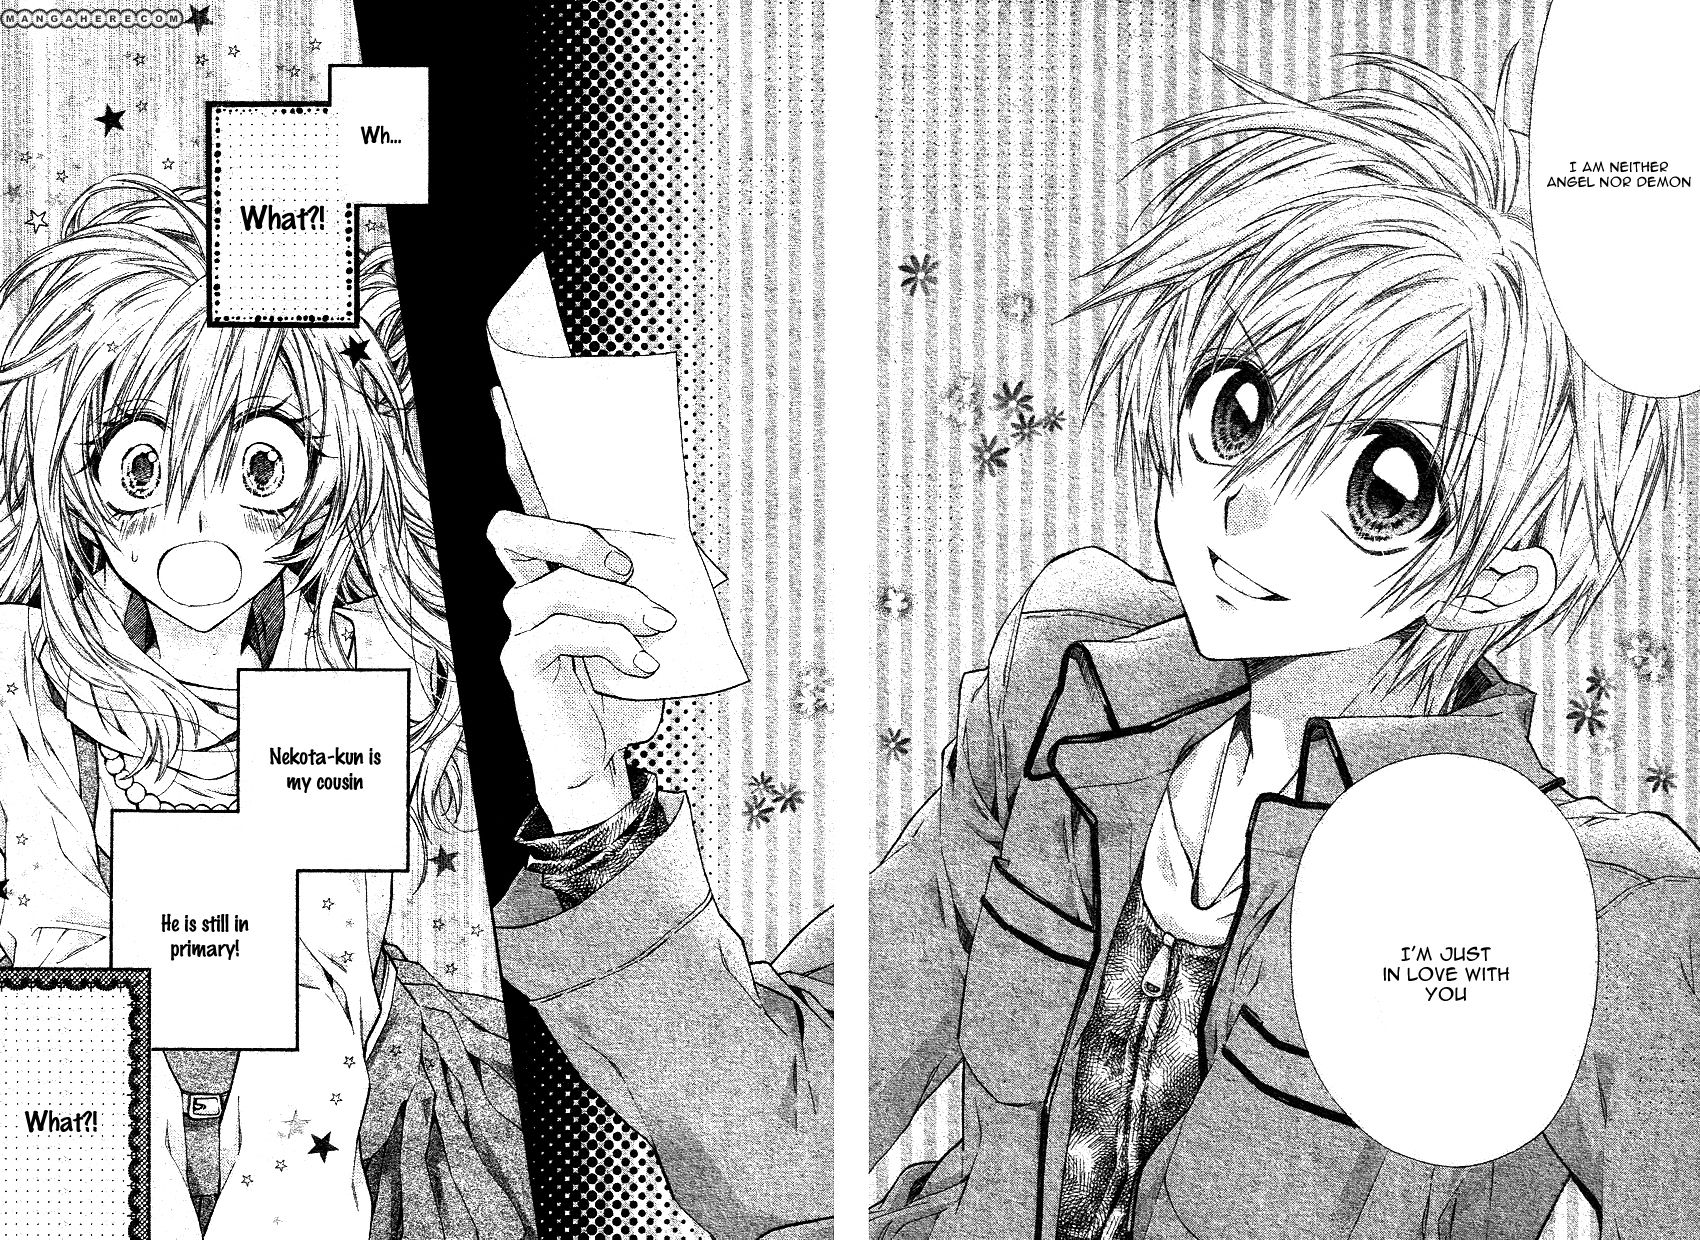 I AM NEITHER
ANGEL NOR DEMON
I'M JUST
IN LOVE WITH
YOU
Wh...
What?!
Nekota-kun is
my cousin
He is still in
primary!
What?!
MANGAHERE.COM